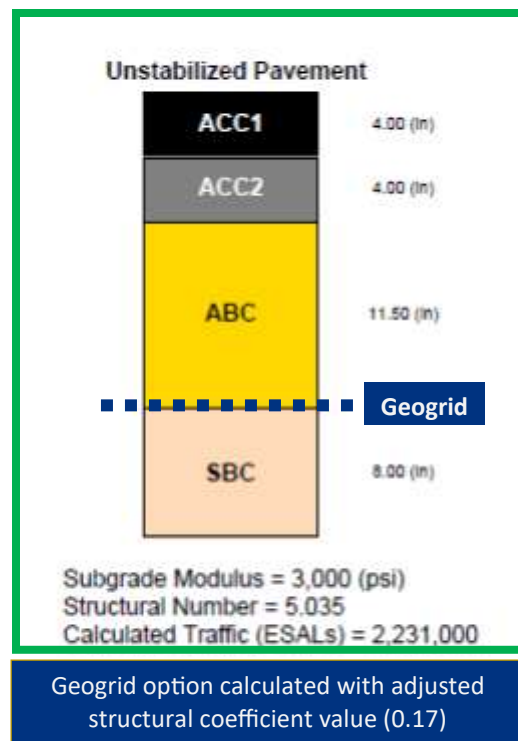 Unstabilized Pavement
ACC1 4.00 (in)
ACC2 4.00 (in)
ABC 11.50 (in)
Geogrid
SBC 8.00 (in)
Subgrade Modulus = 3,000 (psi)
Structural Number = 5.035
Calculated Traffic (ESALs) = 2,231,000
Geogrid option calculated with adjusted
structural coefficient value (0.17)